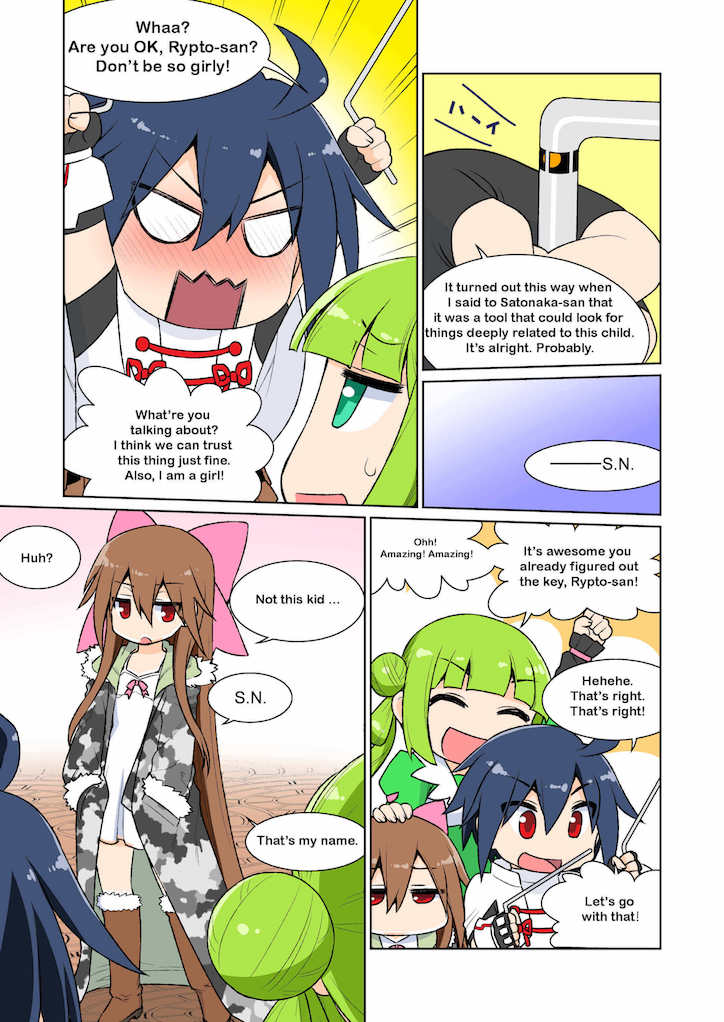 ハーイ
It turned out this way when
I said to Satonaka-san that
it was a tool that could look for
things deeply related to this child.
It's alright. Probably.
Whaa?
Are you OK, Rypto-san?
Don't be so girly!
What're you
talking about?
I think we can trust
this thing just fine.
Also, I am a girl!
——S.N.
It's awesome you
already figured out
the key, Rypto-san!
Ohh!
Amazing! Amazing!
Hehehe.
That's right.
That's right!
Let's go
with that!
Huh?
Not this kid ...
S.N.
That's my name.